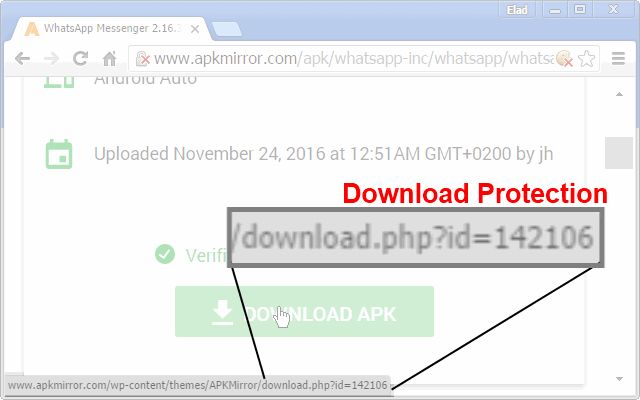 Elad
WhatsApp Messenger 2.16.3
www.apkmirror.com/apk/whatsapp-inc/whatsapp/whatsa
Android Auto
Uploaded November 24, 2016 at 12:51AM GMT+0200 by jh
Download Protection
/download.php?id=142106
Verifi
DOWNLOAD APK
www.apkmirror.com/wp-content/themes/APKMirror/download.php?id=142106